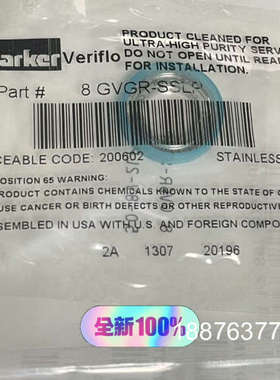 PRODUCT CLEANED FOR
Parker Veriflo ULTRA-HIGH PURITY SERV
DO NOT OPEN UNTIL READ
FOR INSTALLATION.
Part # 8 GVGR-SSLP
CEABLE CODE: 200602 STAINLESS
POSITION 65 WARNING:
PRODUCT CONTAINS CHEMICALS KNOWN TO THE STATE OF C
USE CANCER OR BIRTH DEFECTS OR OTHER REPRODUCTIVE
SEMBLED IN USA WITH U.S. AND FOREIGN COMPO
2A 1307 20196
全新100%
18876377